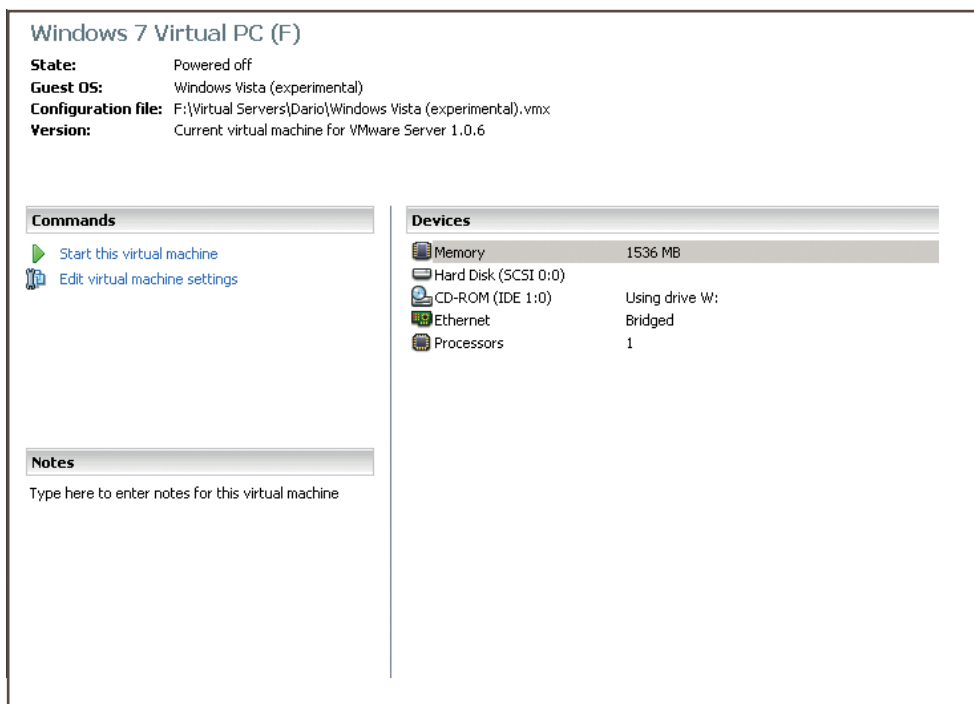 Windows 7 Virtual PC (F)
State: Powered off
Guest OS: Windows Vista (experimental)
Configuration file: F:\Virtual Servers\Dario\Windows Vista (experimental).vmx
Version: Current virtual machine for VMware Server 1.0.6
Commands
Start this virtual machine
Edit virtual machine settings
Notes
Type here to enter notes for this virtual machine
Devices
Memory 1536 MB
Hard Disk (SCSI 0:0)
CD-ROM (IDE 1:0) Using drive W:
Ethernet Bridged
Processors 1